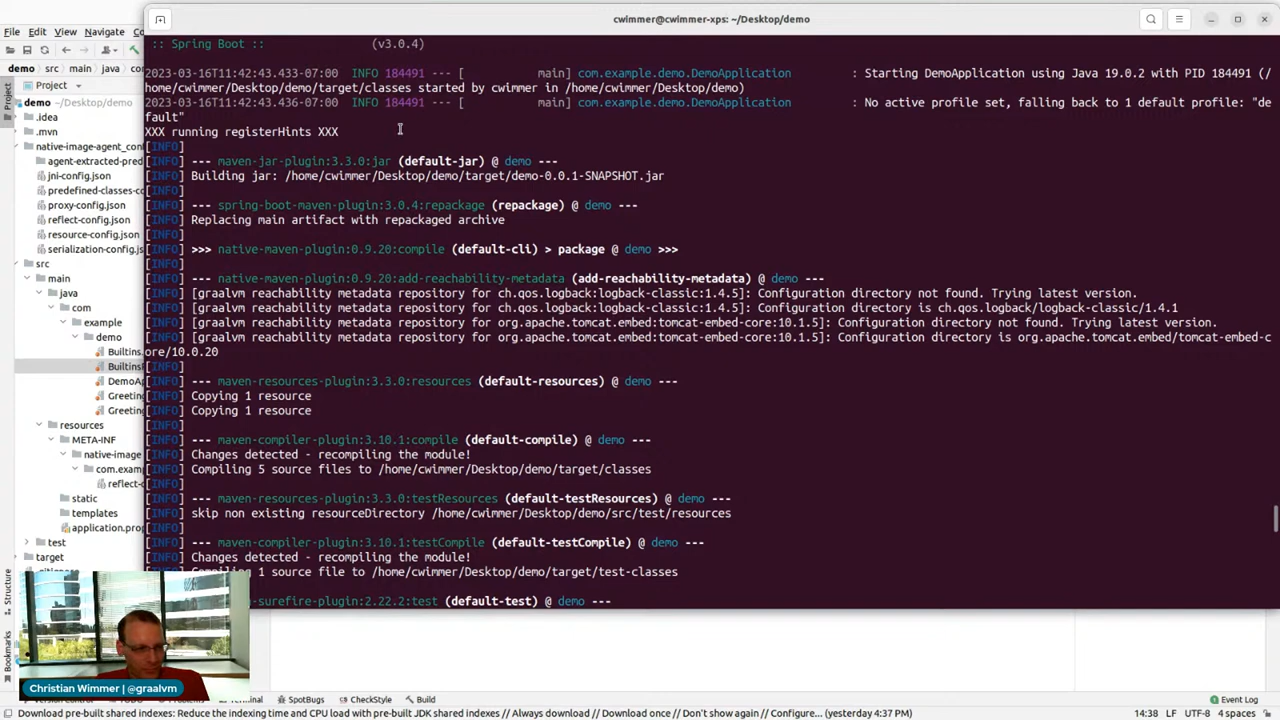 cwimmer@cwimmer-xps: ~/Desktop/demo
File Edit View Navigate Co
demo src main java com
Project
Project
demo ~/Desktop/demo
.idea
.mvn
native-image-agent_conf
agent-extracted-pred
jni-config.json
predefined-classes-c
proxy-config.json
reflect-config.json
resource-config.json
serialization-config.j
src
main
java
com
example
demo
Builtins.
BuiltinsR
DemoAp
Greeting
Greeting
resources
META-INF
native-image
com.exam
reflect-c
static
templates
application.prop
test
target
.gitignore
Structure
Bookmarks
:: Spring Boot ::                (v3.0.4)
2023-03-16T11:42:43.433-07:00  INFO 184491 --- [           main] com.example.demo.DemoApplication         : Starting DemoApplication using Java 19.0.2 with PID 184491 (/
home/cwimmer/Desktop/demo/target/classes started by cwimmer in /home/cwimmer/Desktop/demo)
2023-03-16T11:42:43.436-07:00  INFO 184491 --- [           main] com.example.demo.DemoApplication         : No active profile set, falling back to 1 default profile: "de
fault"
XXX running registerHints XXX
[INFO]
[INFO] --- maven-jar-plugin:3.3.0:jar (default-jar) @ demo ---
[INFO] Building jar: /home/cwimmer/Desktop/demo/target/demo-0.0.1-SNAPSHOT.jar
[INFO]
[INFO] --- spring-boot-maven-plugin:3.0.4:repackage (repackage) @ demo ---
[INFO] Replacing main artifact with repackaged archive
[INFO]
[INFO] >>> native-maven-plugin:0.9.20:compile (default-cli) > package @ demo >>>
[INFO]
[INFO] --- native-maven-plugin:0.9.20:add-reachability-metadata (add-reachability-metadata) @ demo ---
[INFO] [graalvm reachability metadata repository for ch.qos.logback:logback-classic:1.4.5]: Configuration directory not found. Trying latest version.
[INFO] [graalvm reachability metadata repository for ch.qos.logback:logback-classic:1.4.5]: Configuration directory is ch.qos.logback/logback-classic/1.4.1
[INFO] [graalvm reachability metadata repository for org.apache.tomcat.embed:tomcat-embed-core:10.1.5]: Configuration directory not found. Trying latest version.
[INFO] [graalvm reachability metadata repository for org.apache.tomcat.embed:tomcat-embed-core:10.1.5]: Configuration directory is org.apache.tomcat.embed/tomcat-embed-c
ore/10.0.20
[INFO]
[INFO] --- maven-resources-plugin:3.3.0:resources (default-resources) @ demo ---
[INFO] Copying 1 resource
[INFO] Copying 1 resource
[INFO]
[INFO] --- maven-compiler-plugin:3.10.1:compile (default-compile) @ demo ---
[INFO] Changes detected - recompiling the module!
[INFO] Compiling 5 source files to /home/cwimmer/Desktop/demo/target/classes
[INFO]
[INFO] --- maven-resources-plugin:3.3.0:testResources (default-testResources) @ demo ---
[INFO] skip non existing resourceDirectory /home/cwimmer/Desktop/demo/src/test/resources
[INFO]
[INFO] --- maven-compiler-plugin:3.10.1:testCompile (default-testCompile) @ demo ---
[INFO] Changes detected - recompiling the module!
Compiling 1 source file to /home/cwimmer/Desktop/demo/target/test-classes
-surefire-plugin:2.22.2:test (default-test) @ demo ---
Christian Wimmer | @graalvm
Terminal SpotBugs CheckStyle Build Event Log
Download pre-built shared indexes: Reduce the indexing time and CPU load with pre-built JDK shared indexes // Always download // Download once // Don't show again // Configure... (yesterday 4:37 PM) 14:38 LF UTF-8 4 spaces